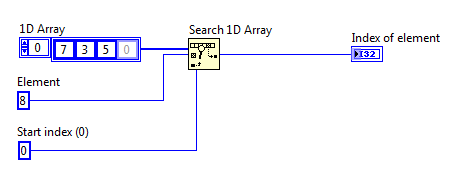 1D Array
Search 1D Array
Index of element
0 7 3 5 0
I32
Element
8
Start index (0)
0